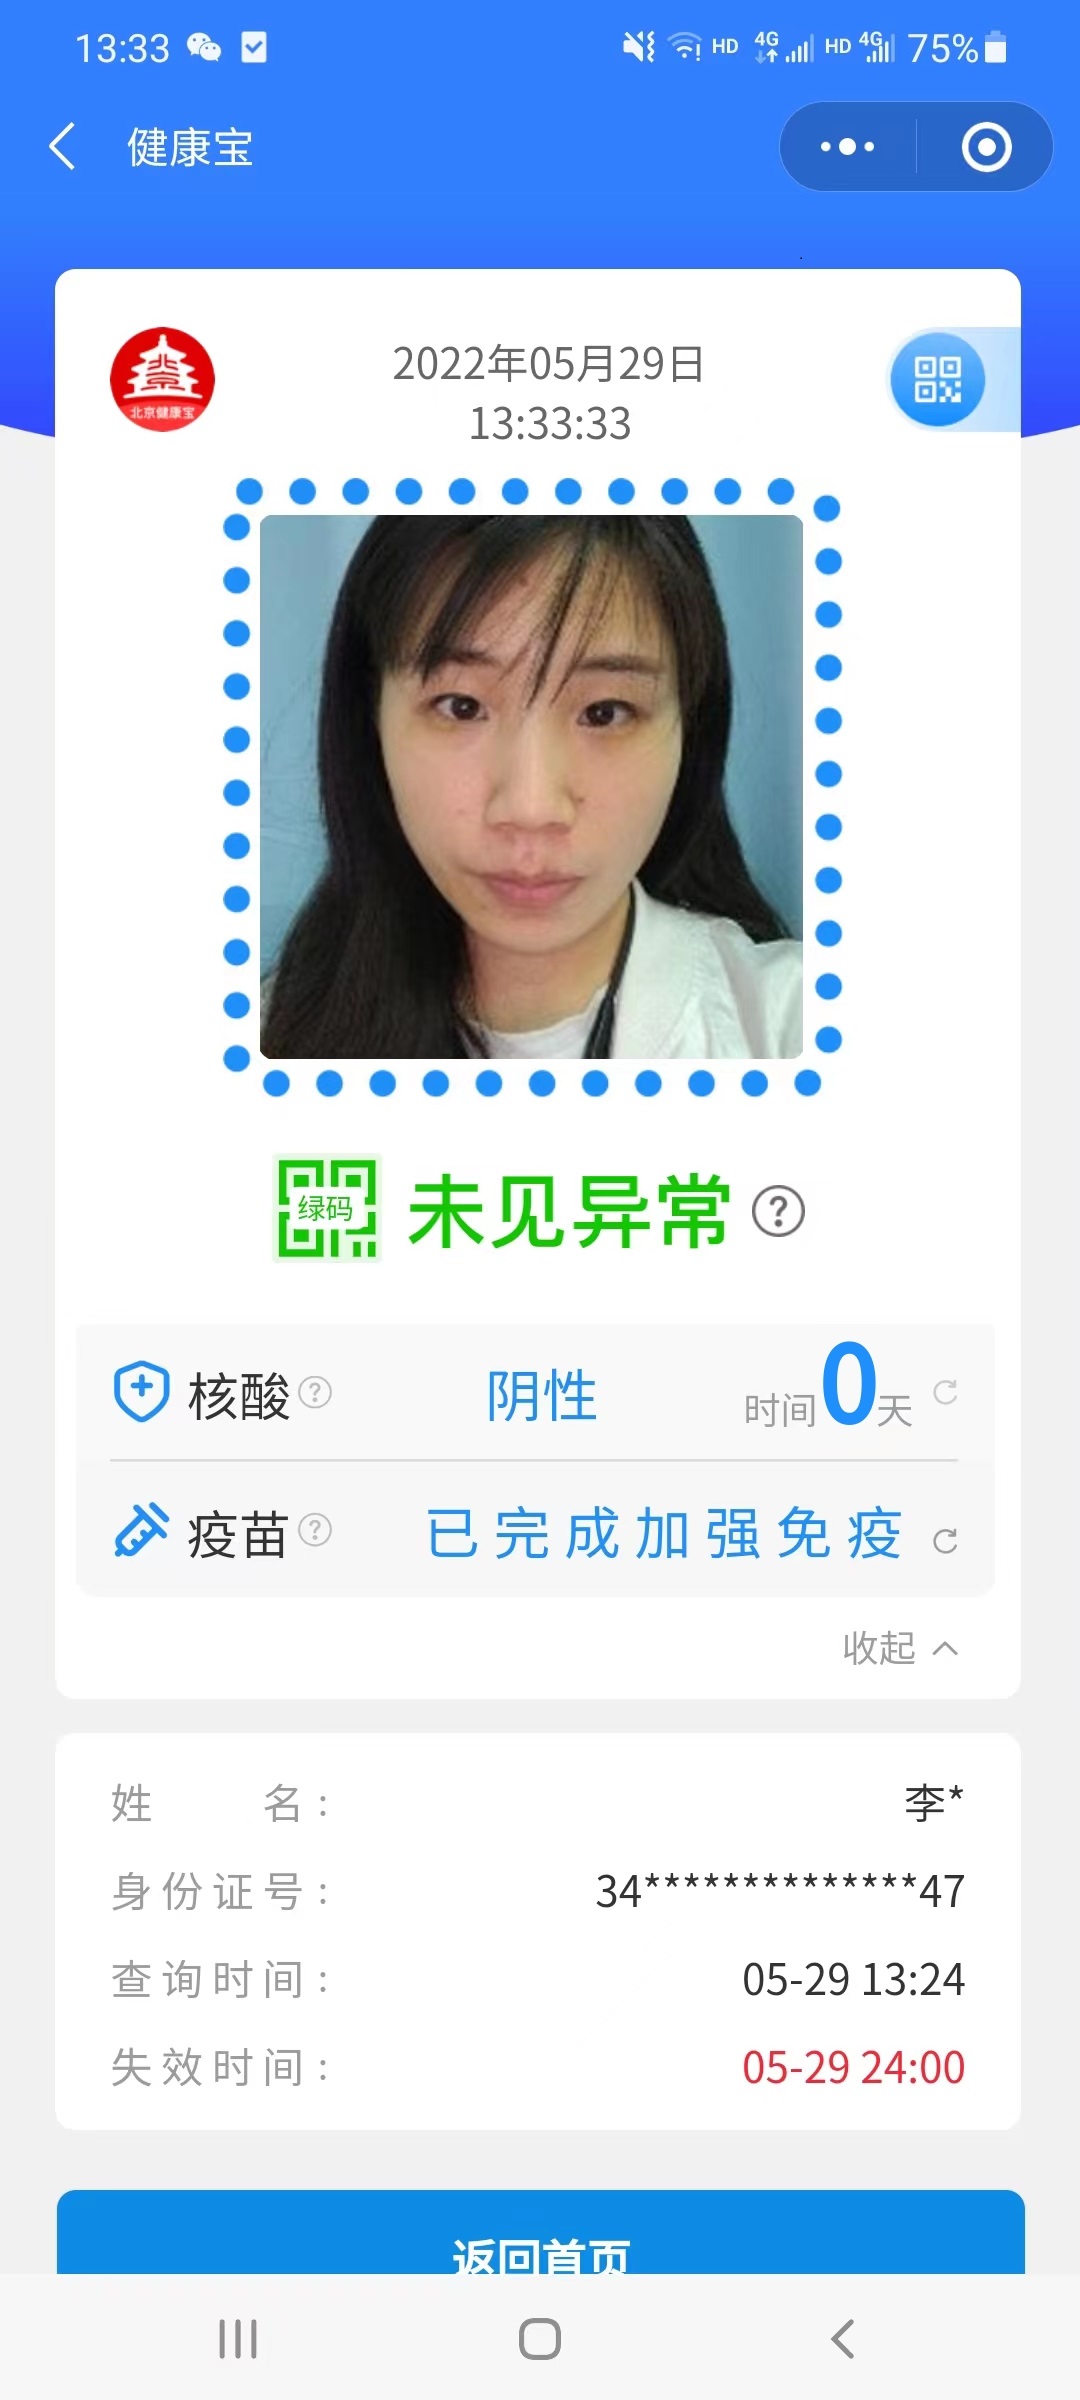 13:33 HD 4G HD 4G 75%
健康宝
北京健康宝
2022年05月29日
13:33:33
绿码 未见异常 ?
核酸 ? 阴性 时间0天
疫苗 ? 已完成加强免疫
收起
姓名: 李*
身份证号: 34**************47
查询时间: 05-29 13:24
失效时间: 05-29 24:00
返回首页